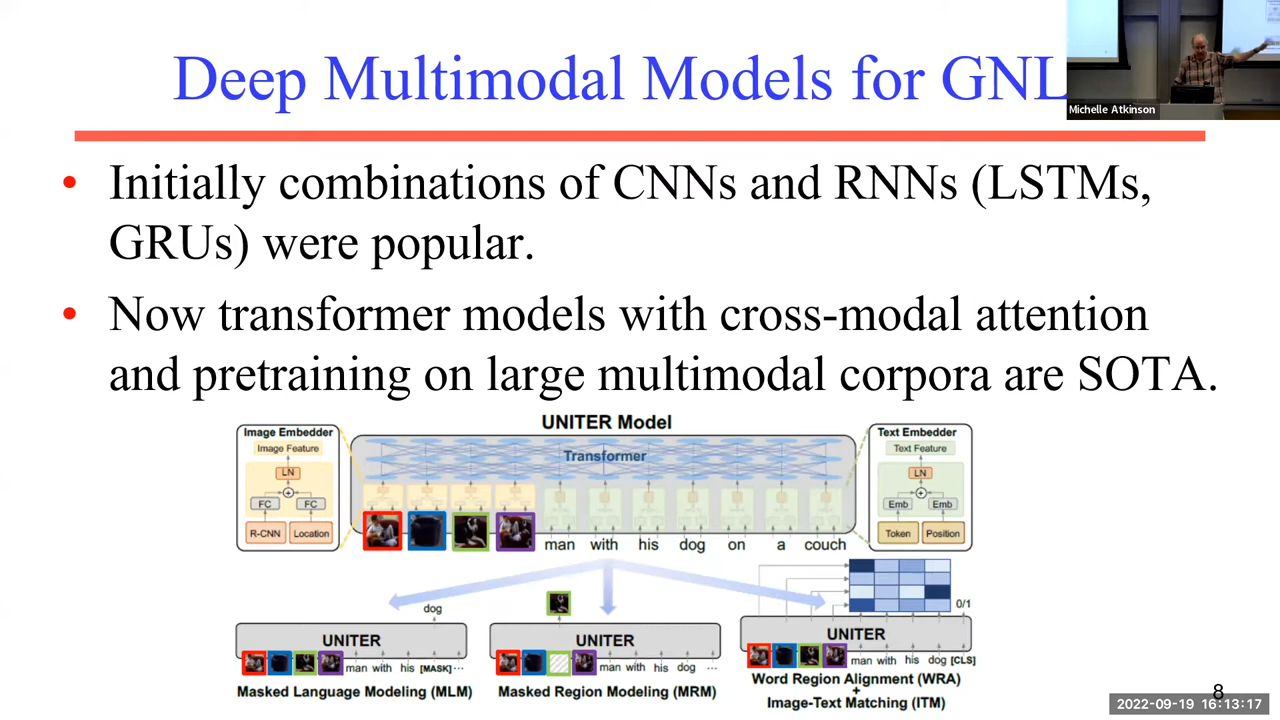 Deep Multimodal Models for GNL
Michelle Atkinson
• Initially combinations of CNNs and RNNs (LSTMs,
GRUs) were popular.
• Now transformer models with cross-modal attention
and pretraining on large multimodal corpora are SOTA.
UNITER Model
Image Embedder
Image Feature
LN
FC FC
R-CNN Location
Transformer
man with his dog on a couch
Text Embedder
Text Feature
LN
Emb Emb
Token Position
dog
UNITER
man with his [MASK] ...
Masked Language Modeling (MLM)
UNITER
man with his dog ...
Masked Region Modeling (MRM)
0/1
UNITER
man with his dog [CLS]
Word Region Alignment (WRA)
+
Image-Text Matching (ITM)
8
2022-09-19 16:13:17